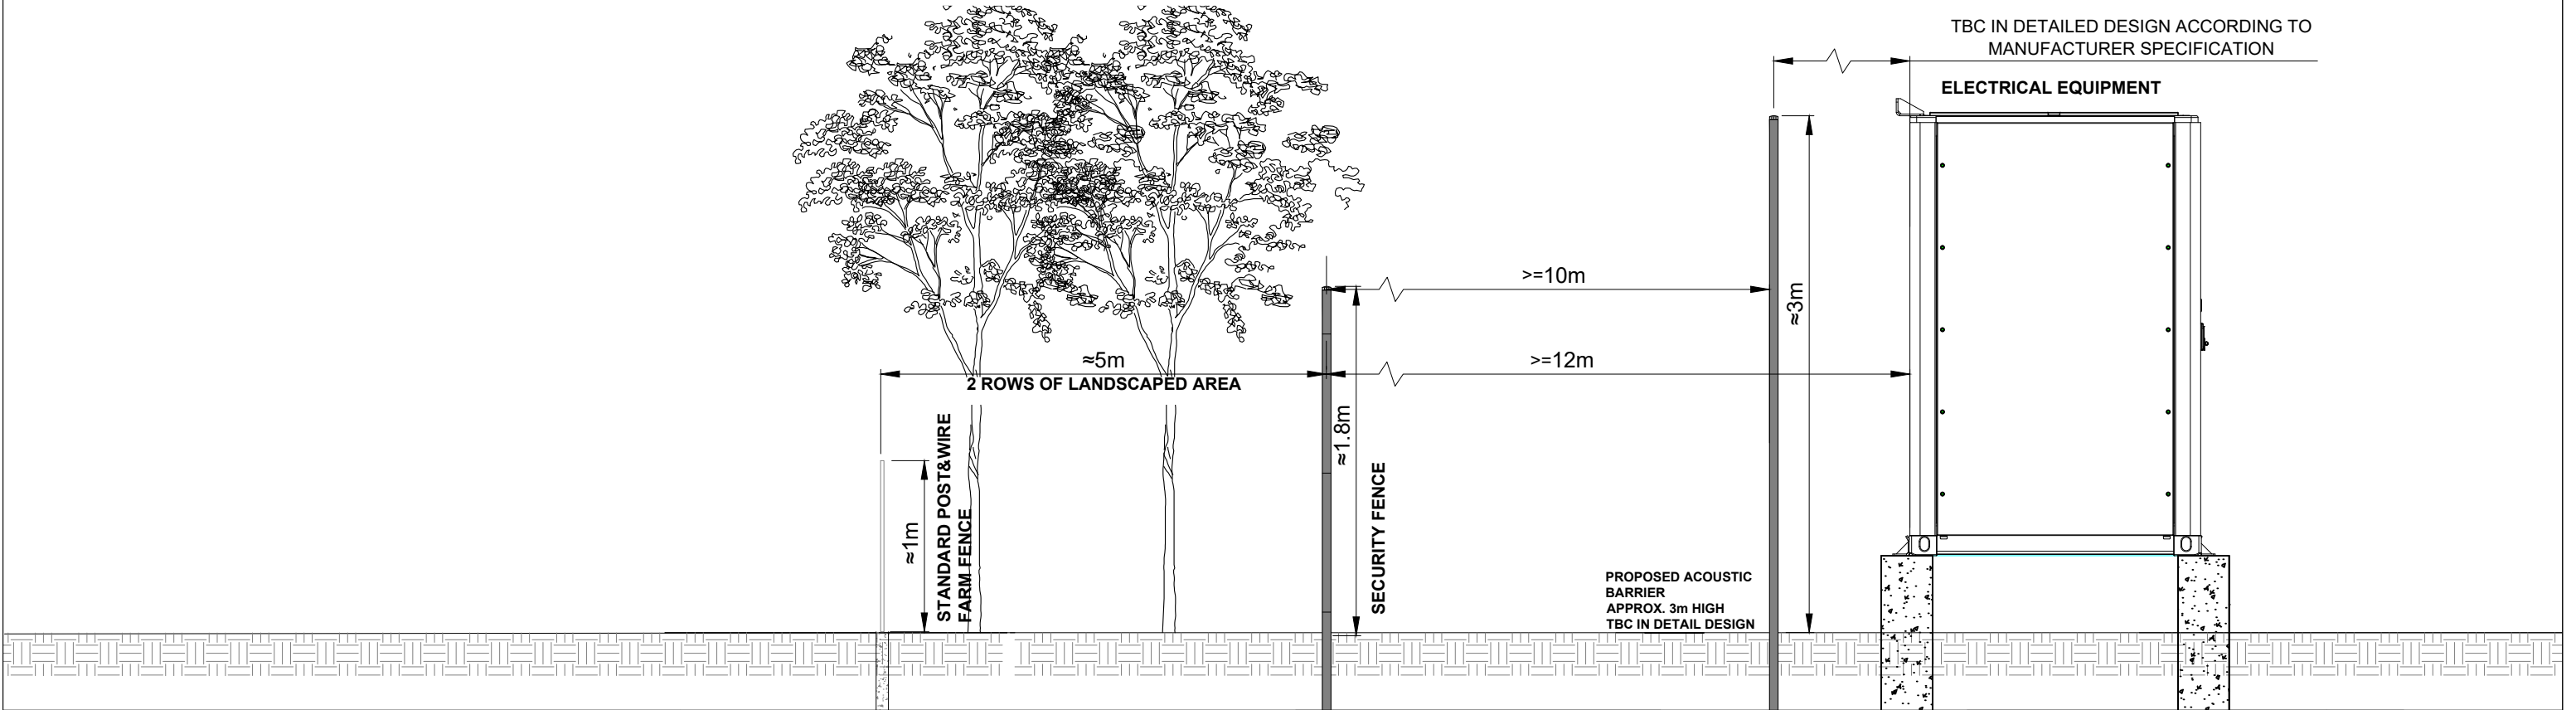 TBC IN DETAILED DESIGN ACCORDING TO
MANUFACTURER SPECIFICATION
ELECTRICAL EQUIPMENT
>=10m
≈3m
≈5m
>=12m
2 ROWS OF LANDSCAPED AREA
≈1.8m
STANDARD POST&WIRE
FARM FENCE
≈1m
SECURITY FENCE
PROPOSED ACOUSTIC
BARRIER
APPROX. 3m HIGH
TBC IN DETAIL DESIGN